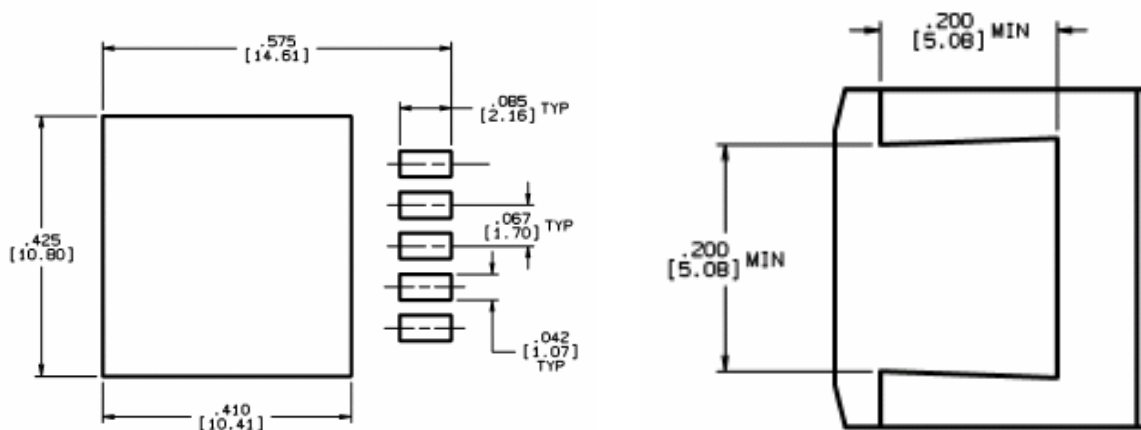 .575
[14.61]
.085
[2.16] TYP
.425
[10.80]
.067
[1.70] TYP
.042
[1.07]
TYP
.410
[10.41]
.200
[5.08] MIN
.200
[5.08] MIN